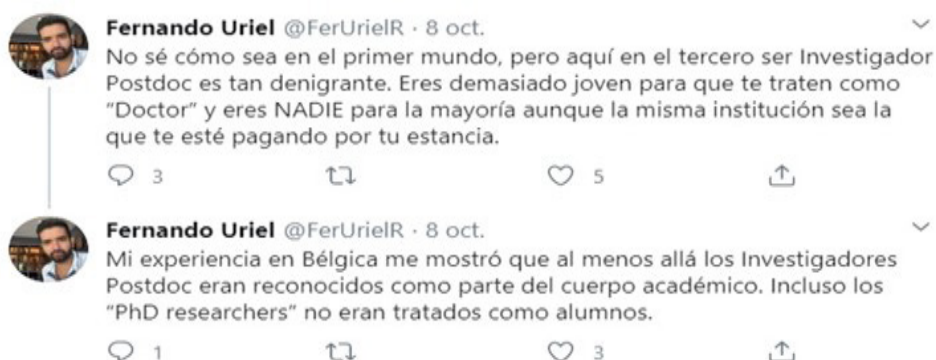 Fernando Uriel @FerUrielR · 8 oct.
No sé cómo sea en el primer mundo, pero aquí en el tercero ser Investigador
Postdoc es tan denigrante. Eres demasiado joven para que te traten como
“Doctor” y eres NADIE para la mayoría aunque la misma institución sea la
que te esté pagando por tu estancia.
3 5
Fernando Uriel @FerUrielR · 8 oct.
Mi experiencia en Bélgica me mostró que al menos allá los Investigadores
Postdoc eran reconocidos como parte del cuerpo académico. Incluso los
“PhD researchers” no eran tratados como alumnos.
1 3